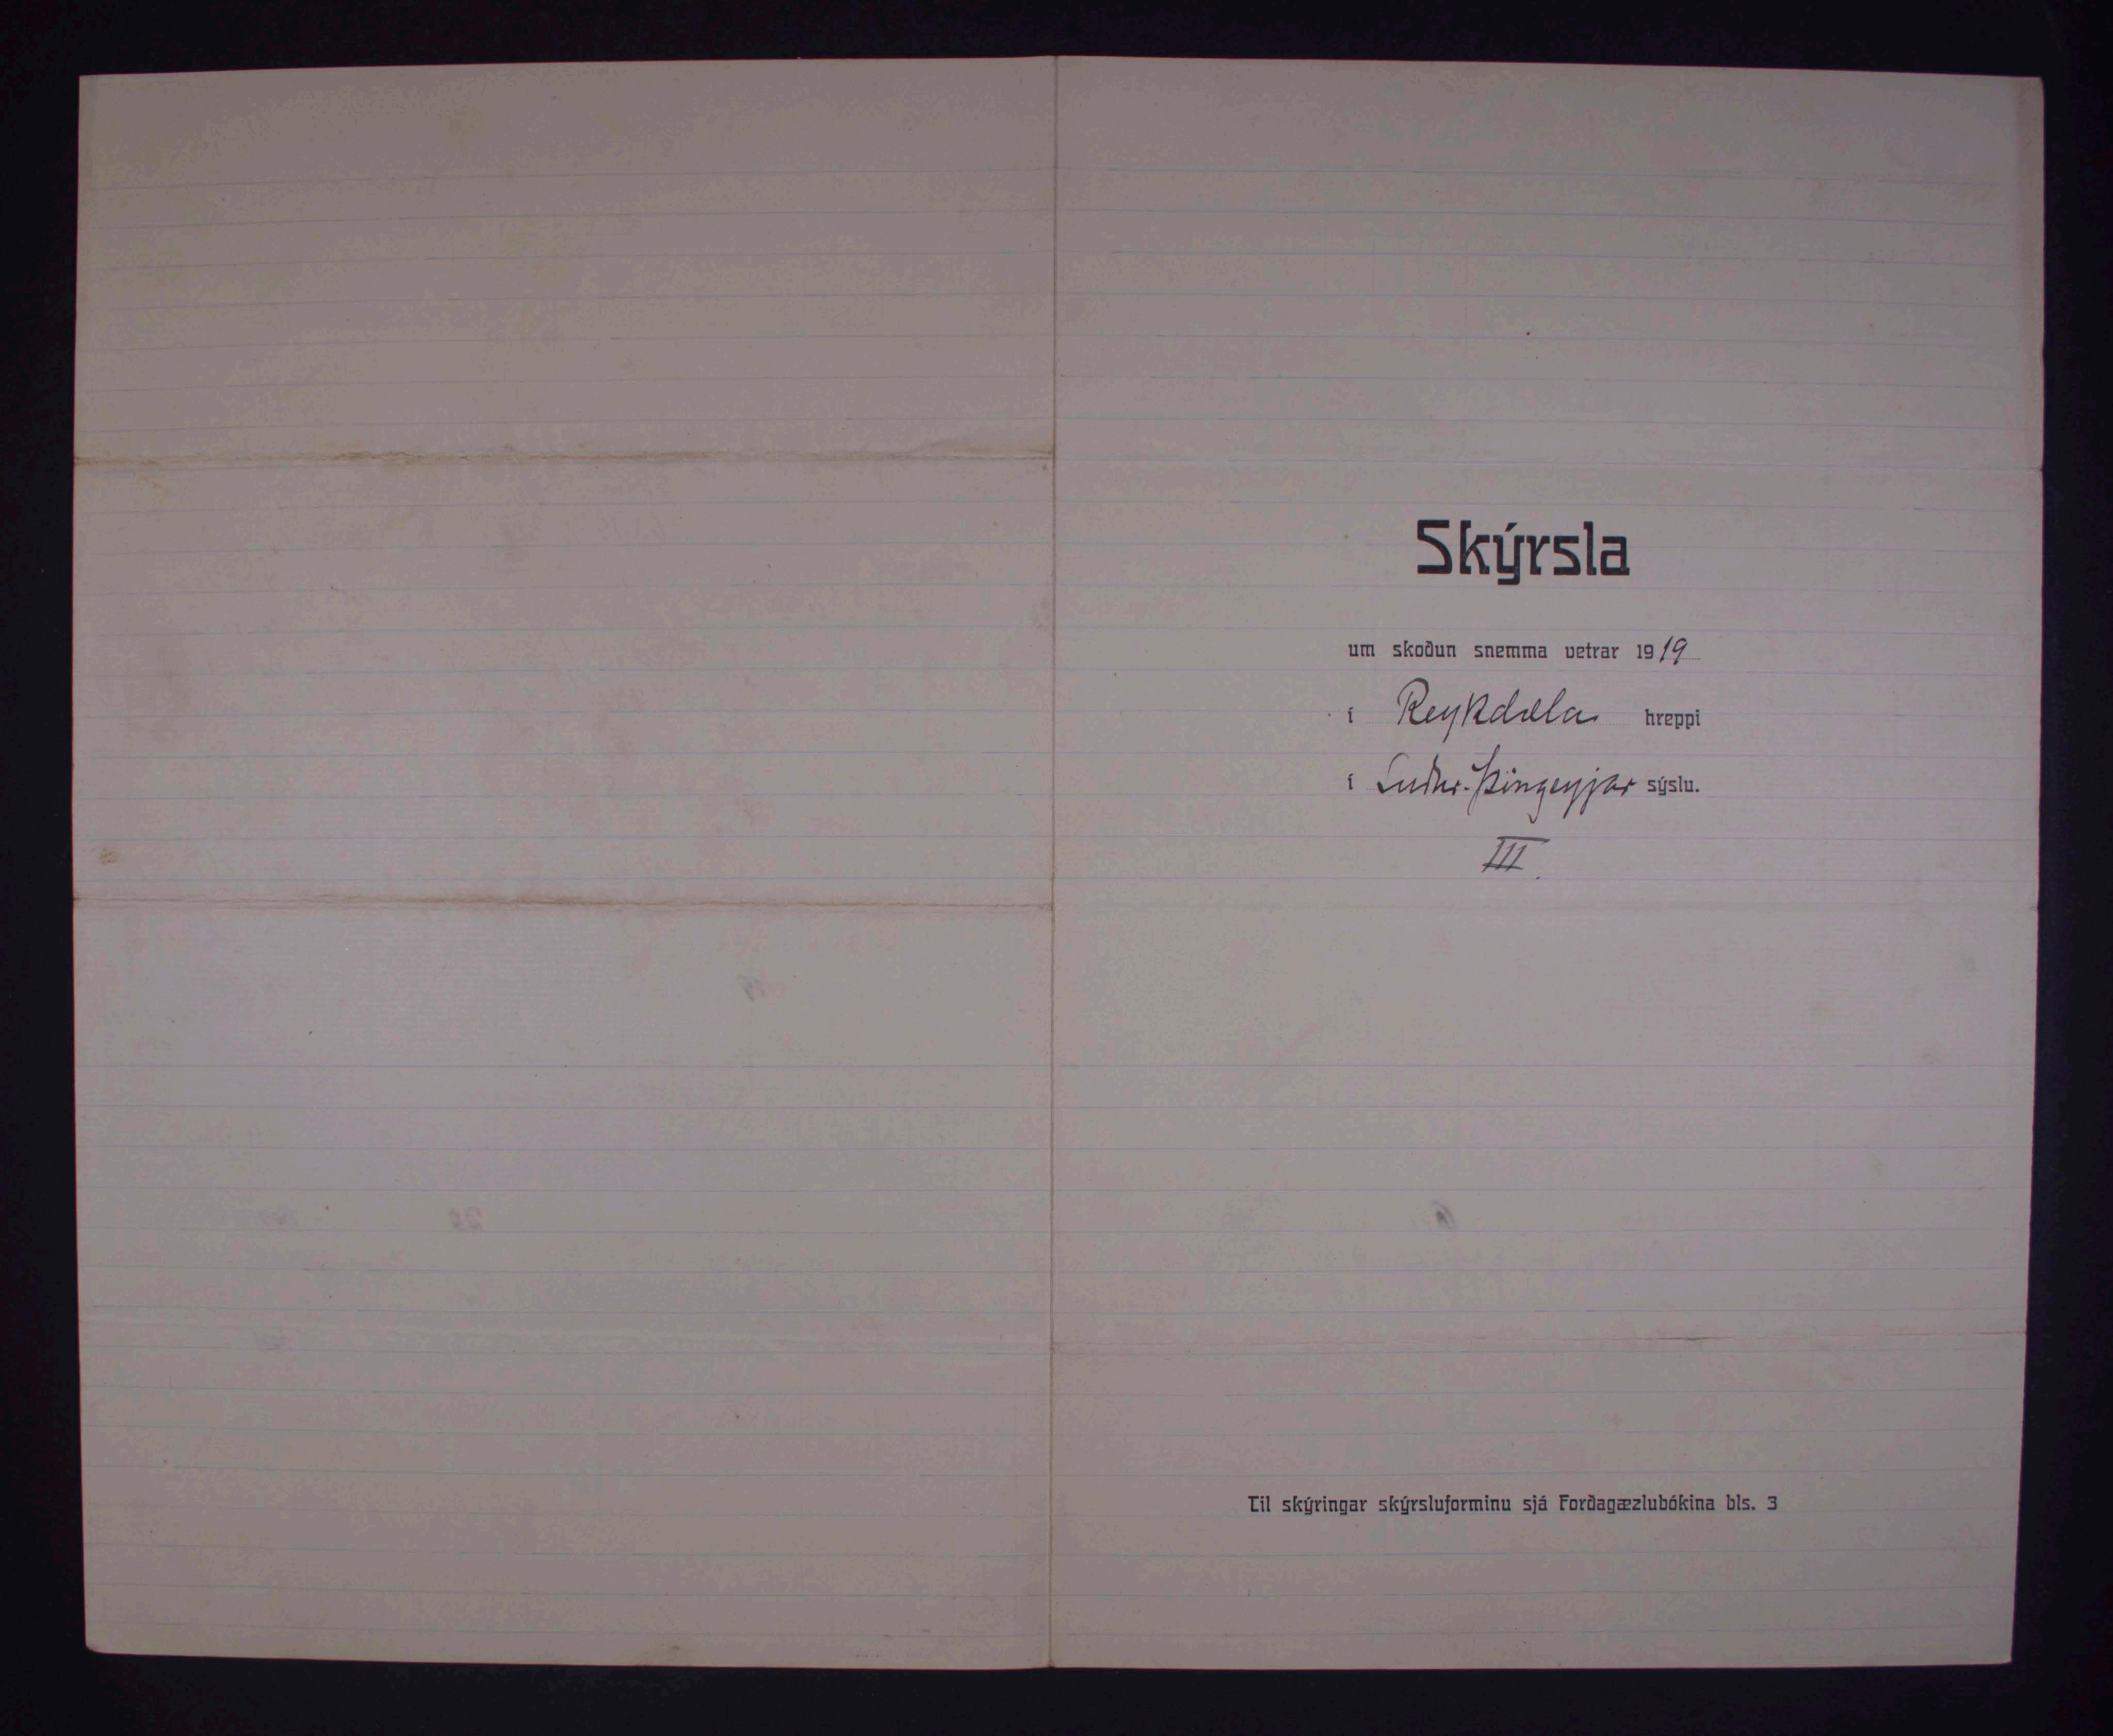 Skýrsla
um skoðun snemma vetrar 1919
í Reykdæla hreppi
í Suður-Þingeyjar sýslu.
III.
Til skýringar skýrsluforminu sjá Forðagæzlubókina bls. 3